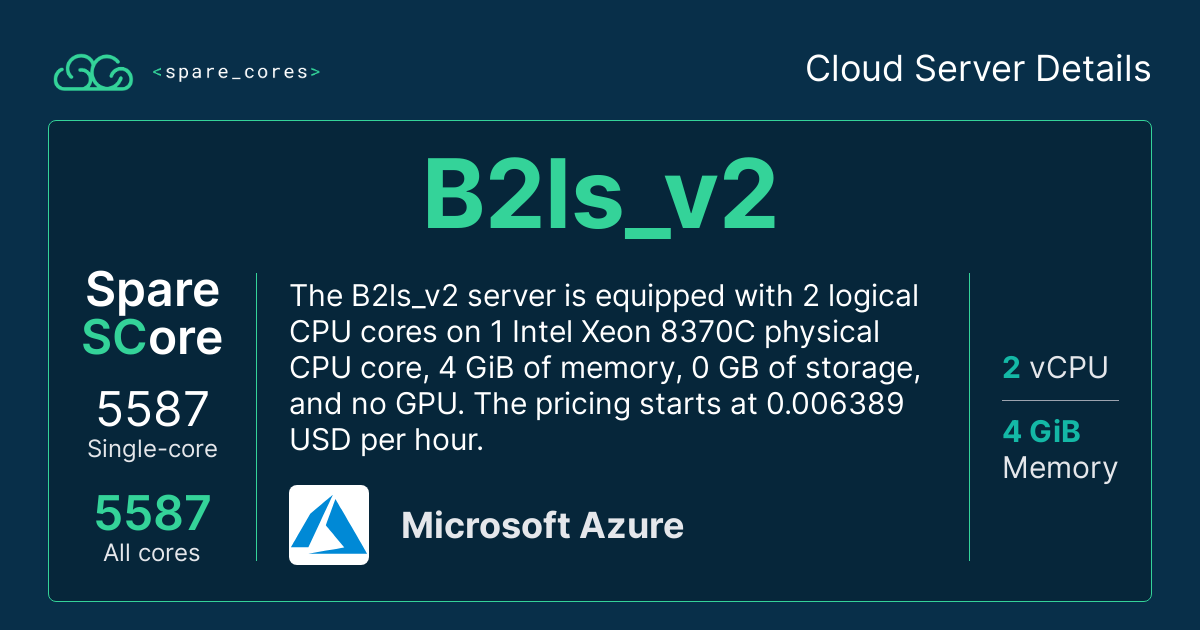 <spare_cores>
Cloud Server Details
B2ls_v2
Spare
SCore
5587
Single-core
5587
All cores
The B2ls_v2 server is equipped with 2 logical
CPU cores on 1 Intel Xeon 8370C physical
CPU core, 4 GiB of memory, 0 GB of storage,
and no GPU. The pricing starts at 0.006389
USD per hour.
Microsoft Azure
2 vCPU
4 GiB
Memory